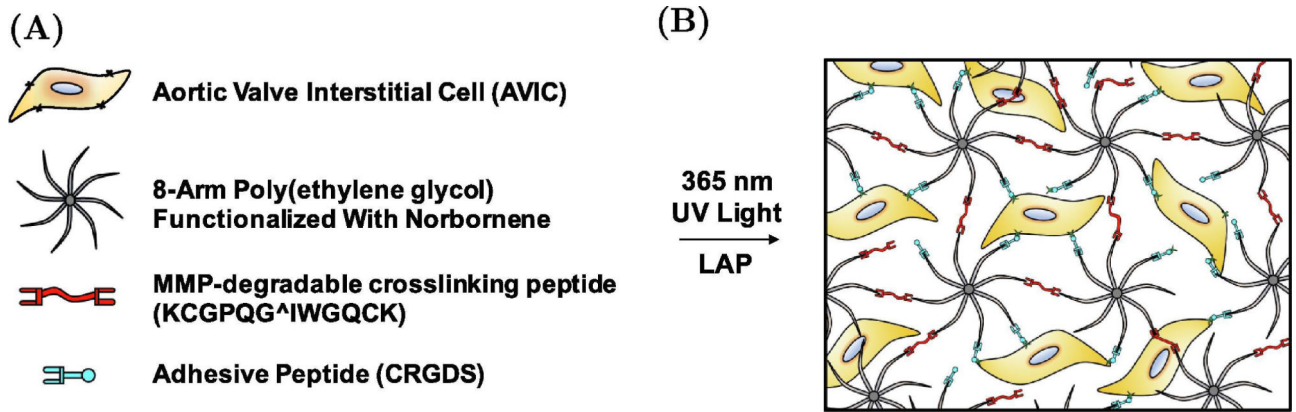 (A)
Aortic Valve Interstitial Cell (AVIC)
8-Arm Poly(ethylene glycol)
Functionalized With Norbornene
MMP-degradable crosslinking peptide
(KCGPQG^IWGQCK)
Adhesive Peptide (CRGDS)
(B)
365 nm
UV Light
LAP